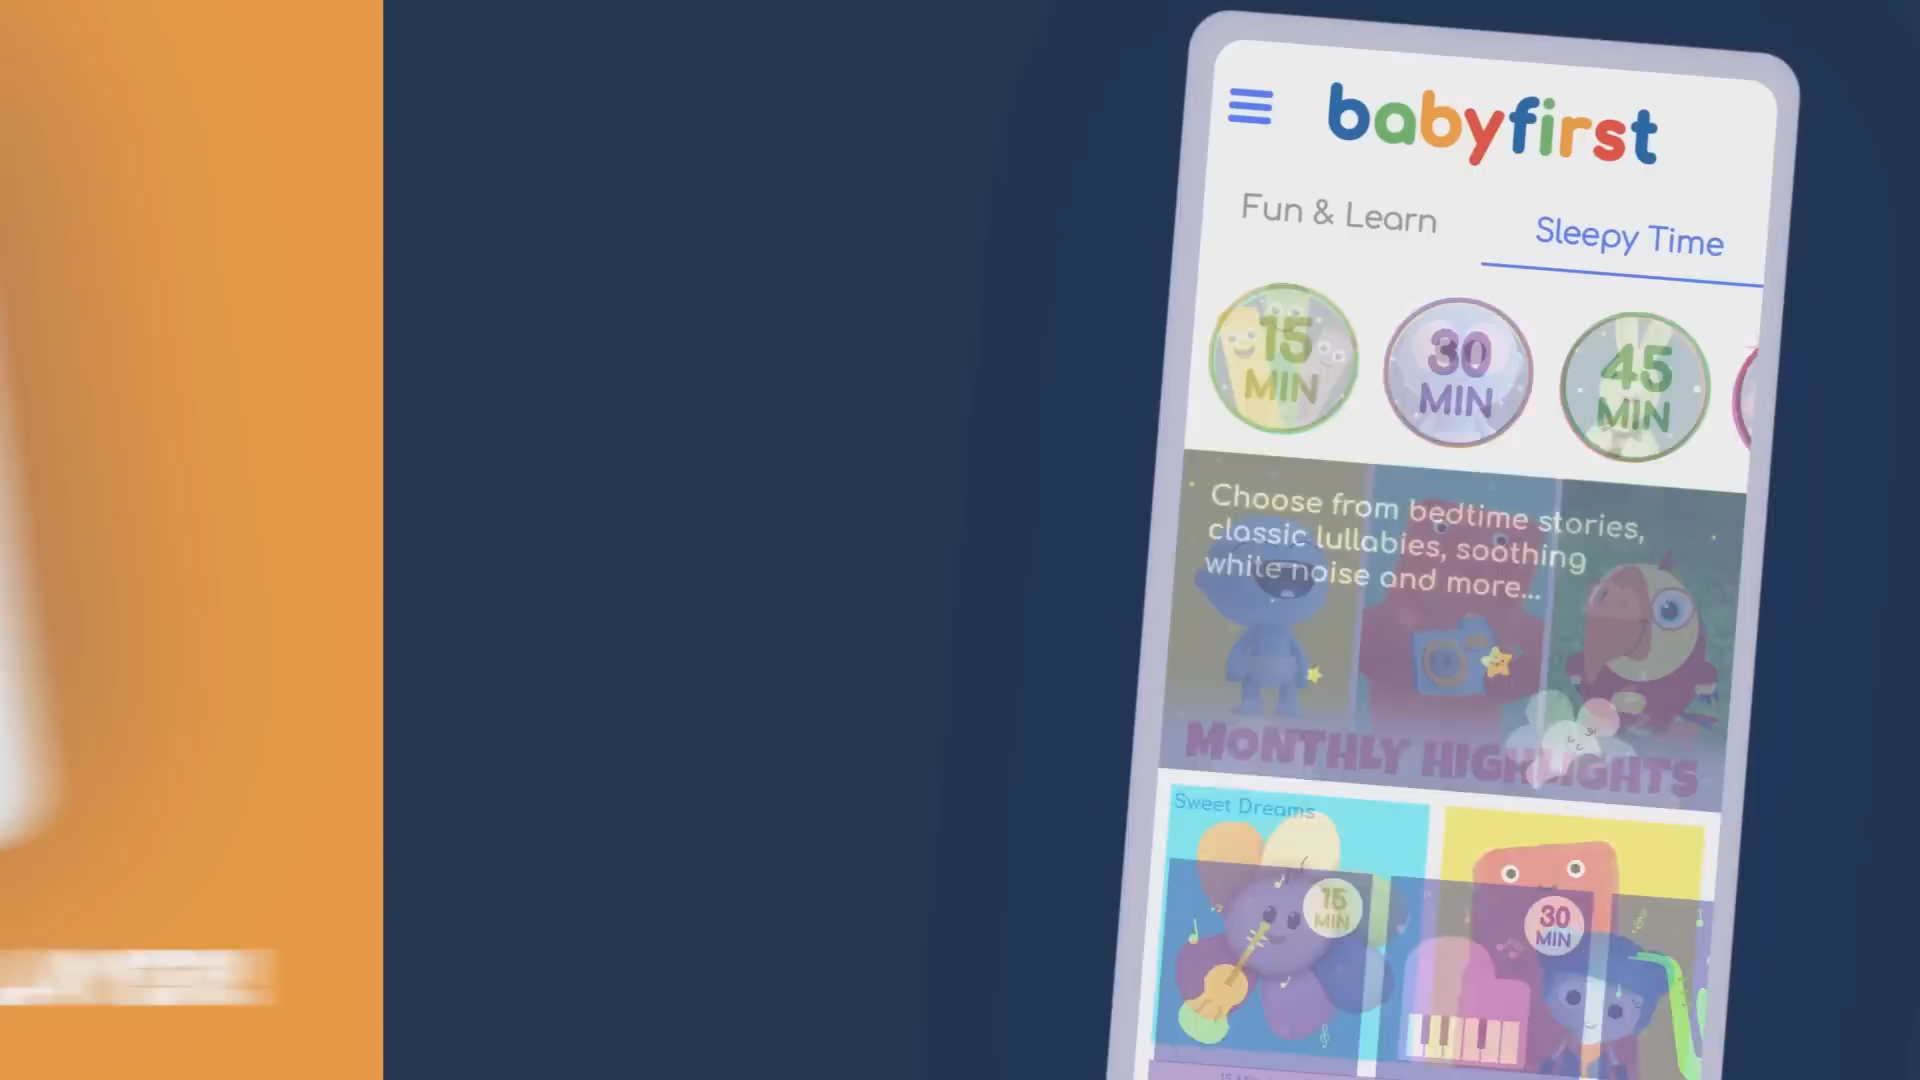 babyfirst
Fun & Learn
Sleepy Time
15
MIN
30
MIN
45
MIN
Choose from bedtime stories,
classic lullabies, soothing
white noise and more...
MONTHLY HIGHLIGHTS
Sweet Dreams
15
MIN
30
MIN